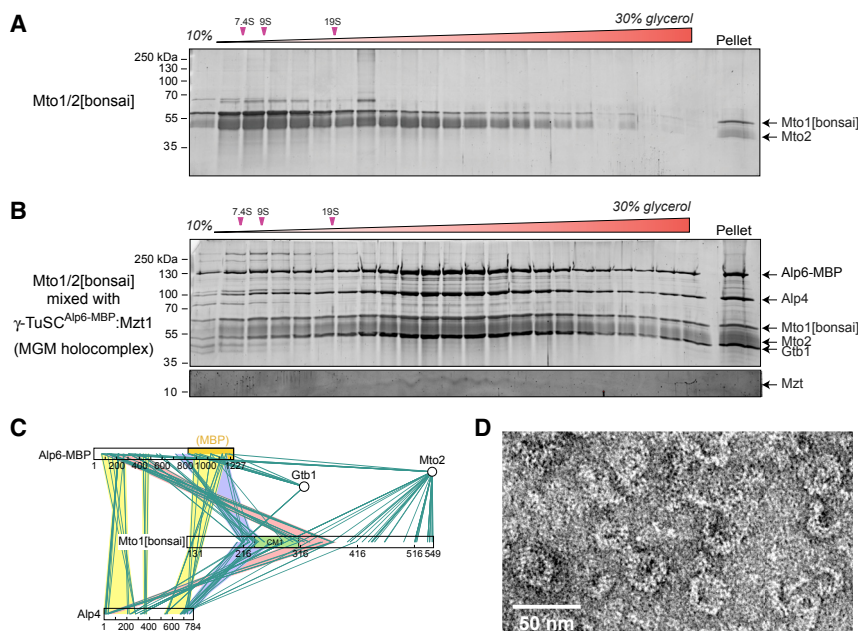 A
7.4S 9S 19S
10% 30% glycerol
Pellet
Mto1/2[bonsai]
250 kDa
130
100
70
55
35
Mto1[bonsai]
Mto2
B
7.4S 9S 19S
10% 30% glycerol
Pellet
Mto1/2[bonsai]
mixed with
γ-TuSC^Alp6-MBP:Mzt1
(MGM holocomplex)
250 kDa
130
100
70
55
35
10
Alp6-MBP
Alp4
Mto1[bonsai]
Mto2
Gtb1
Mzt
C
(MBP)
Alp6-MBP
1 200 400 600 800 1000 1227
Gtb1
Mto2
Mto1[bonsai]
CM1
131 216 316 416 516 549
Alp4
1 200 400 600 784
D
50 nm